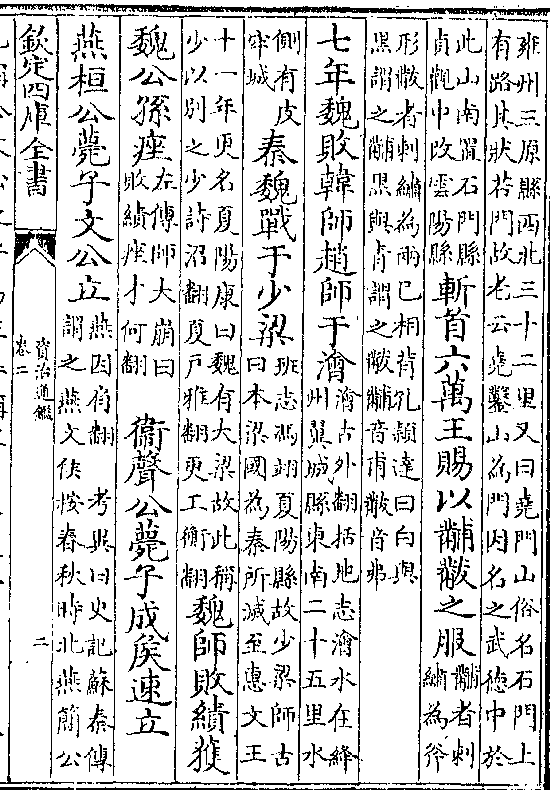 雍州三原縣西北三十二里又曰堯門山俗名石門上
有路其狀若門故老云堯鑿山為門因名之武德中於
此山南置石門縣
貞觀中改雲陽縣
斬首六萬王賜以黼黻之服
黼者刺
繡為斧
形黻者刺繡為兩已相背孔穎達曰白與
黑謂之黼黑與青謂之黻黼音甫黻音弗
七年魏敗韓師趙師于澮
澮古外翻括地志澮水在絳
州翼城縣東南二十五里水
側有皮
牢城
秦魏戰于少梁
班志馮翊夏陽縣故少梁師古
曰本梁國為秦所滅至惠文王
十一年更名夏陽康曰魏有大梁故此稱
少以別之少詩沼翻夏戶雅翻更工衡翻
魏師敗績獲
魏公孫痤
左傳師大崩曰
敗績痤才何翻
衞聲公薨子成侯速立
燕桓公薨子文公立
燕因肩翻 考異曰史記蘇秦傳
謂之燕文侯按春秋時北燕簡公
欽定四庫全書
資治通鑑
卷二
二